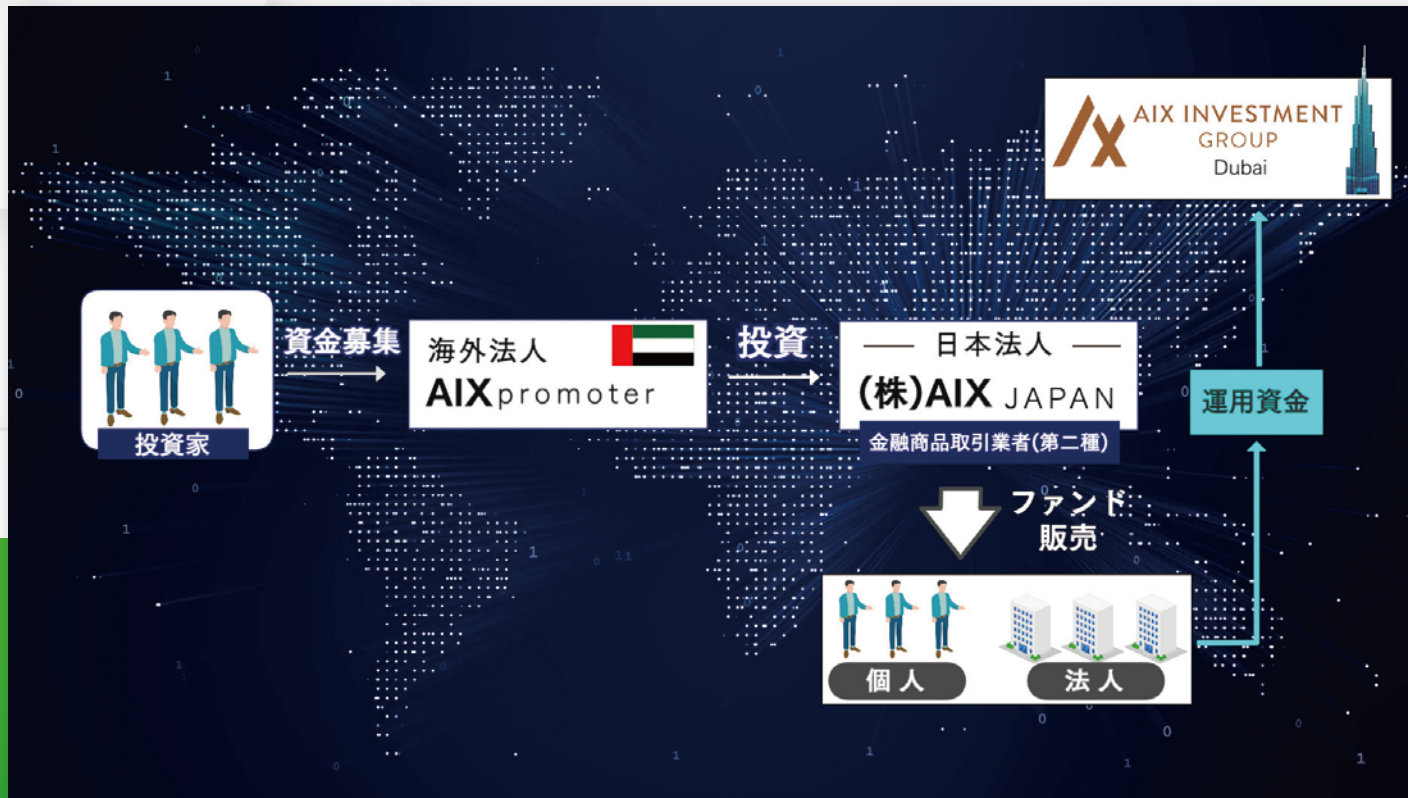 AIX INVESTMENT
GROUP
Dubai
資金募集
海外法人
AIXpromoter
投資
日本法人
(株)AIX JAPAN
金融商品取引業者(第二種)
投資家
運用資金
ファンド
販売
個人
法人